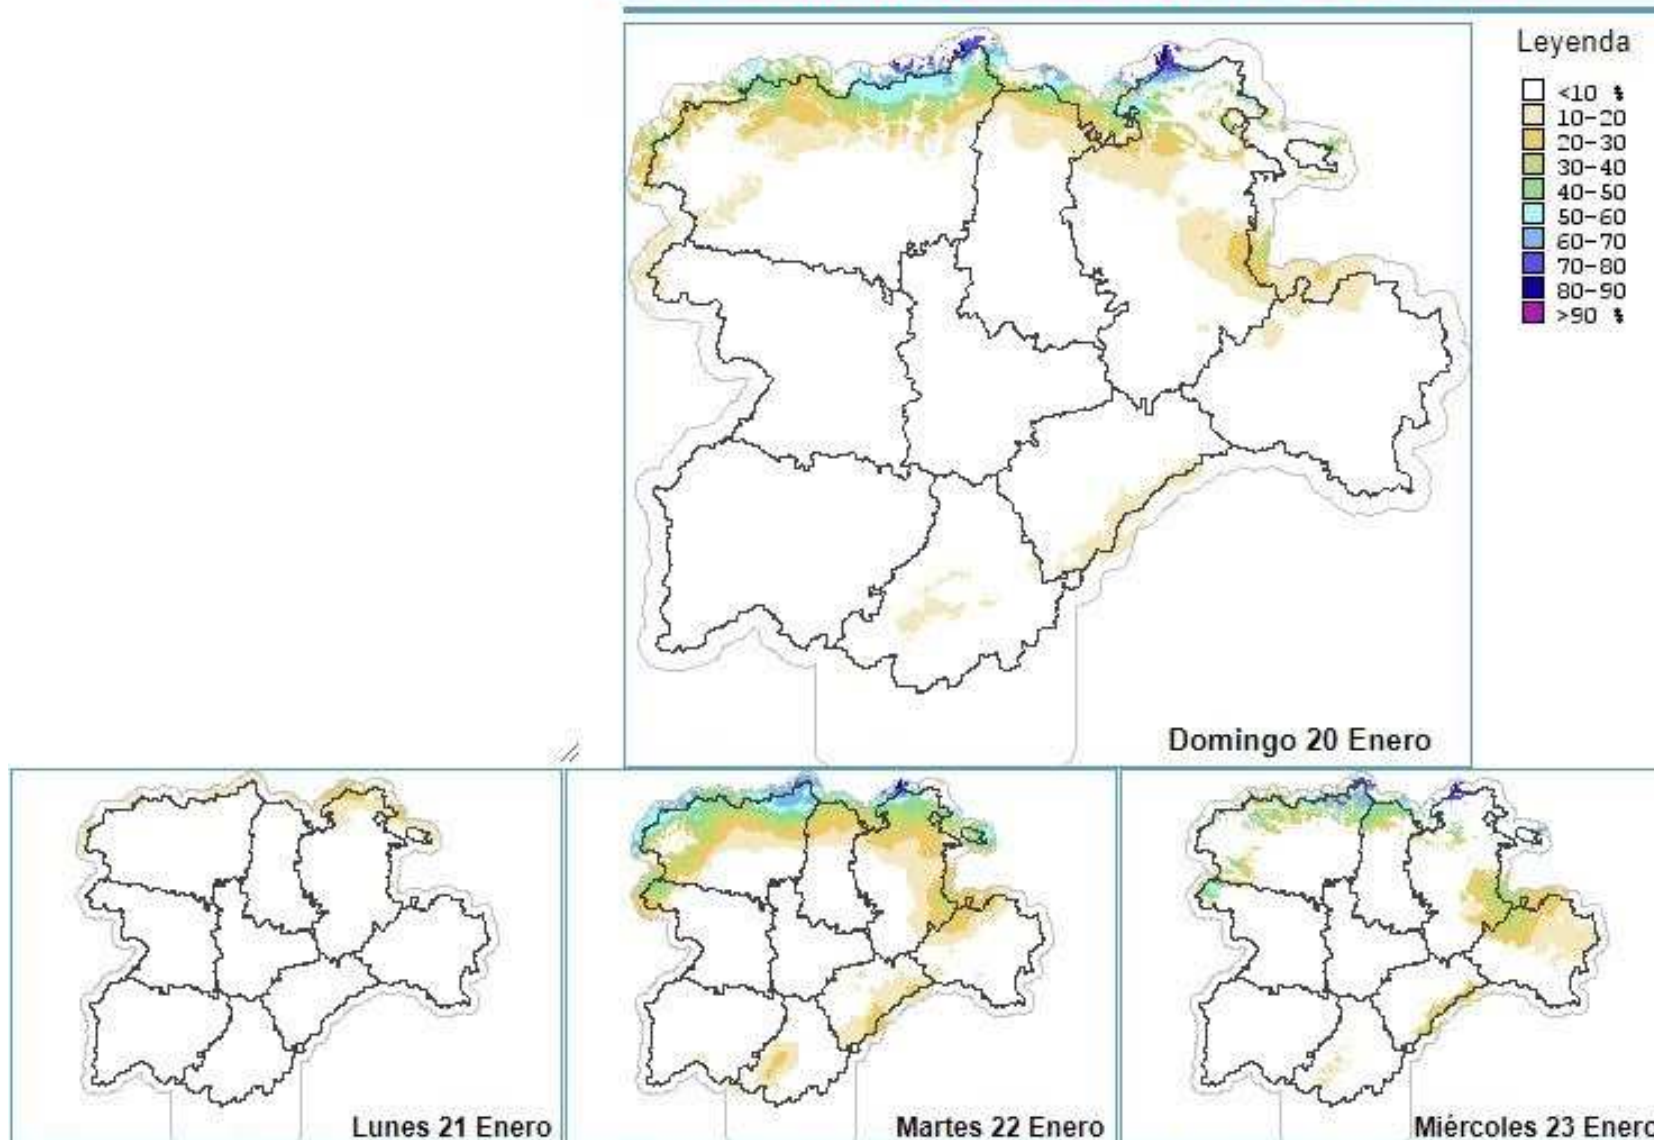 Leyenda
<10 %
10-20
20-30
30-40
40-50
50-60
60-70
70-80
80-90
>90 %
Domingo 20 Enero
Lunes 21 Enero
Martes 22 Enero
Miércoles 23 Enero